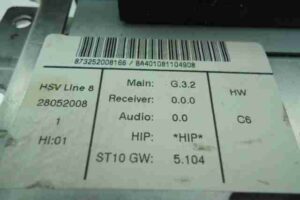 873252008166 / BA401081104908
HSV Line 8
28052008
1
HI:01
Main: G.3.2
Receiver: 0.0.0
Audio: 0.0
HIP: *HIP*
ST10 GW: 5.104
HW
C6